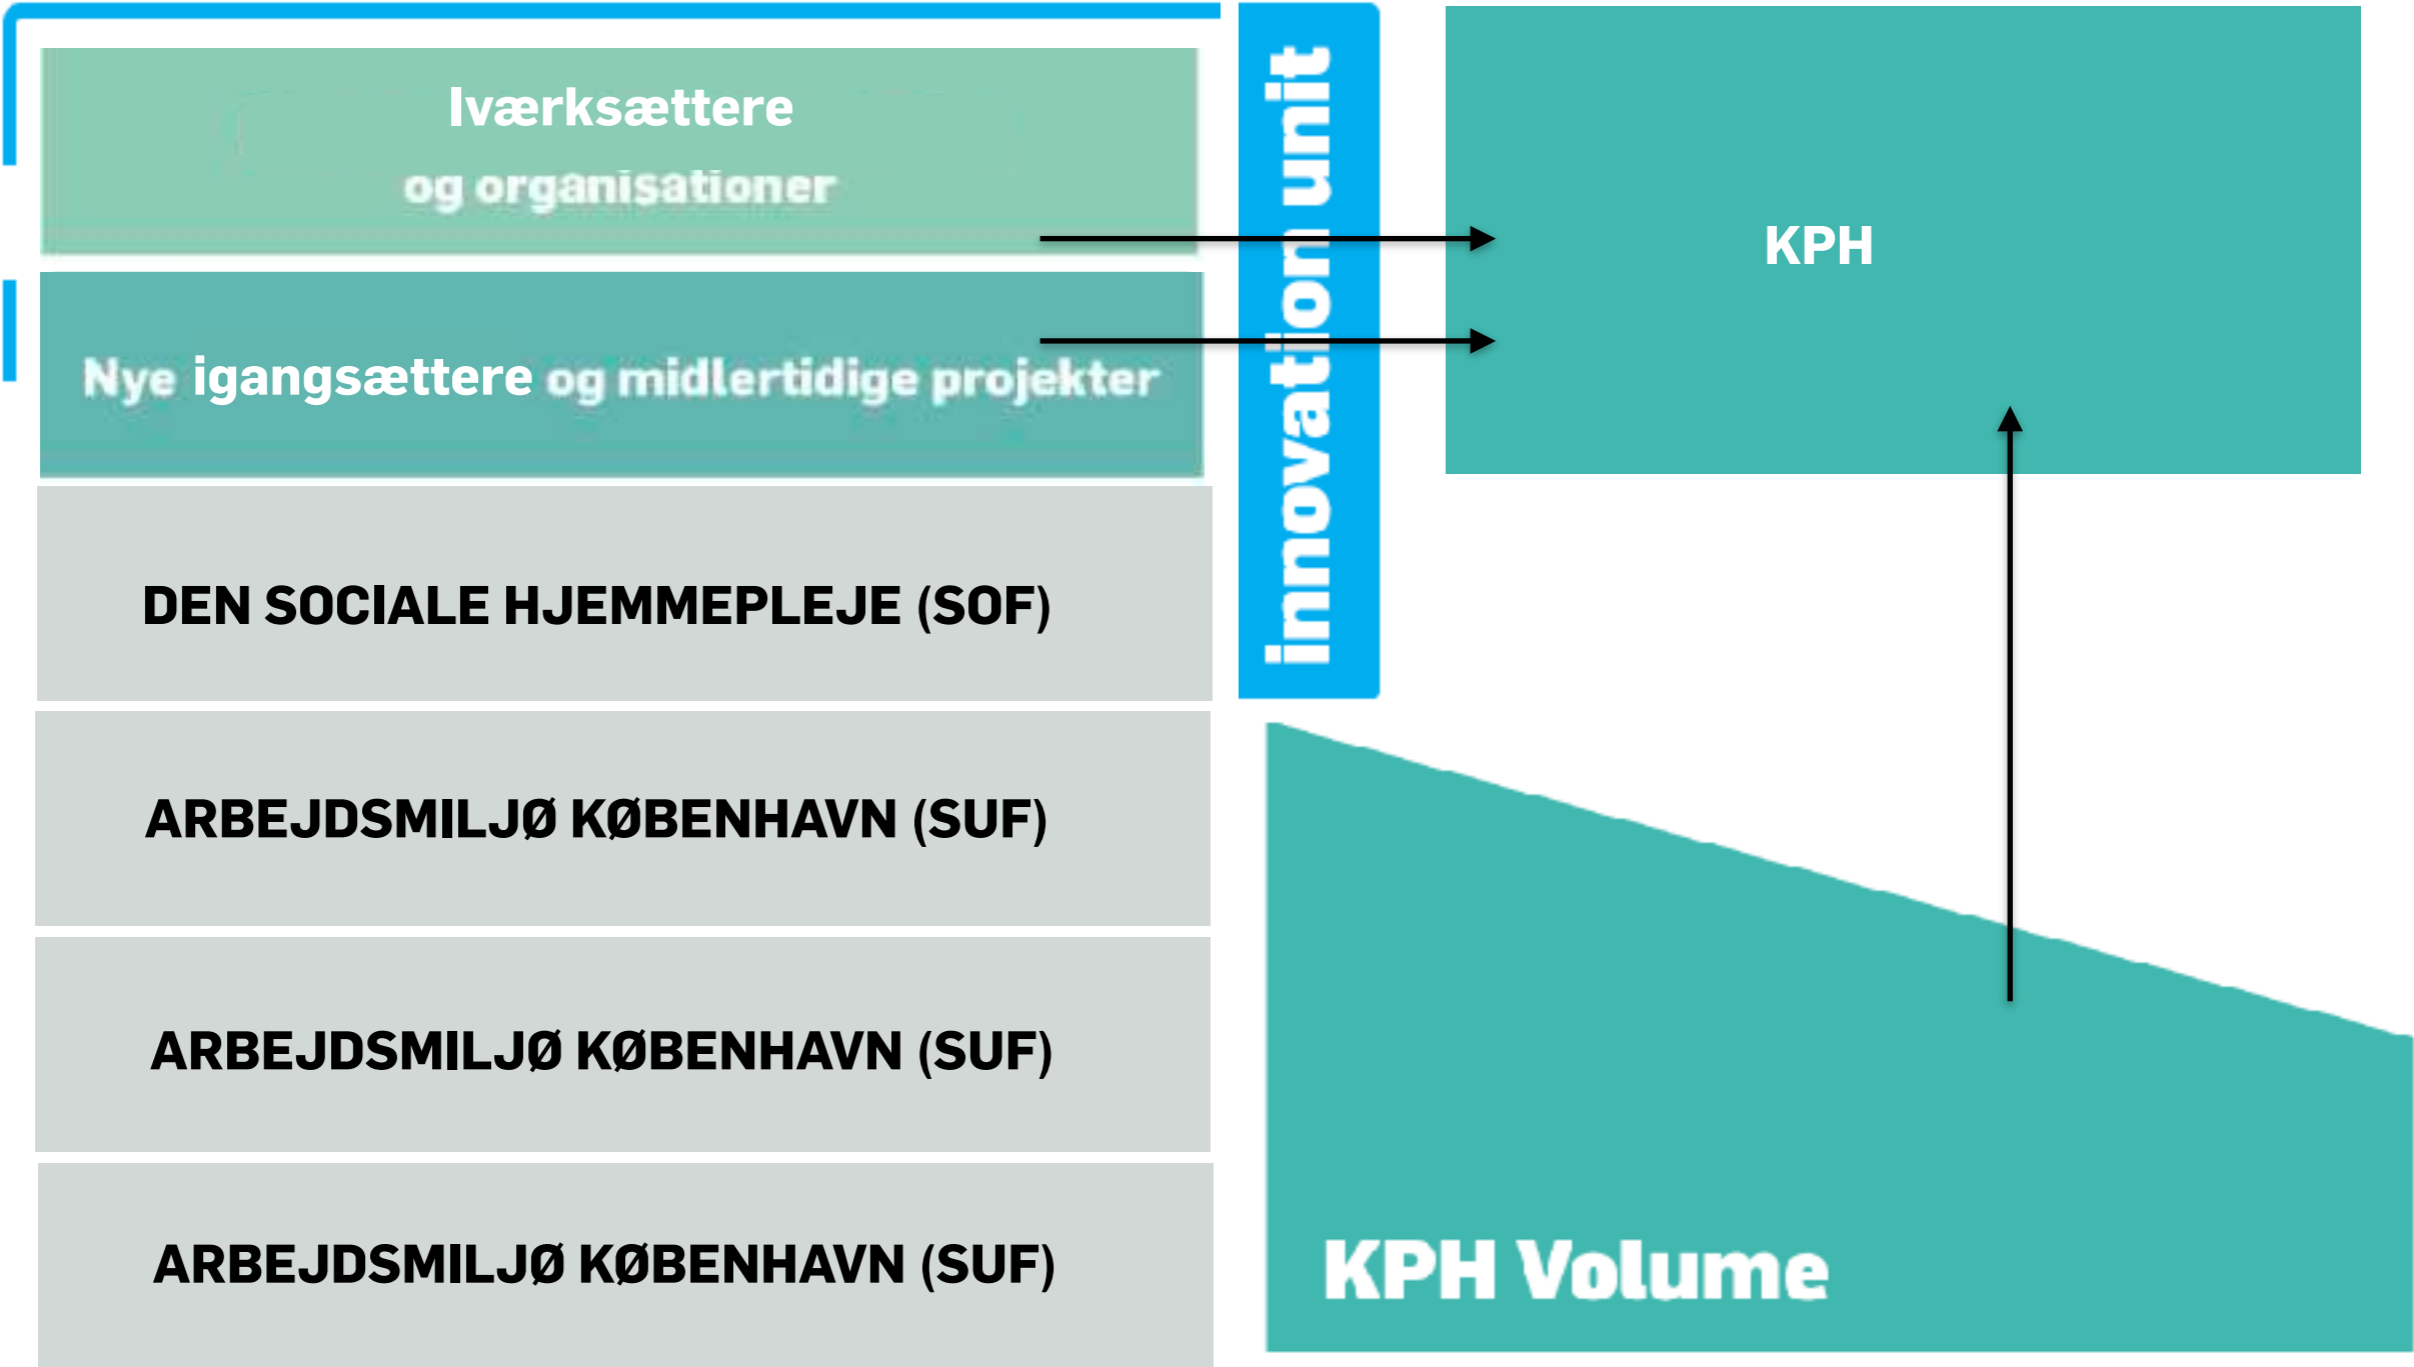 Iværksættere
og organisationer
Nye igangsættere og midlertidige projekter
DEN SOCIALE HJEMMEPLEJE (SOF)
ARBEJDSMILJØ KØBENHAVN (SUF)
ARBEJDSMILJØ KØBENHAVN (SUF)
ARBEJDSMILJØ KØBENHAVN (SUF)
innovation unit
KPH
KPH Volume